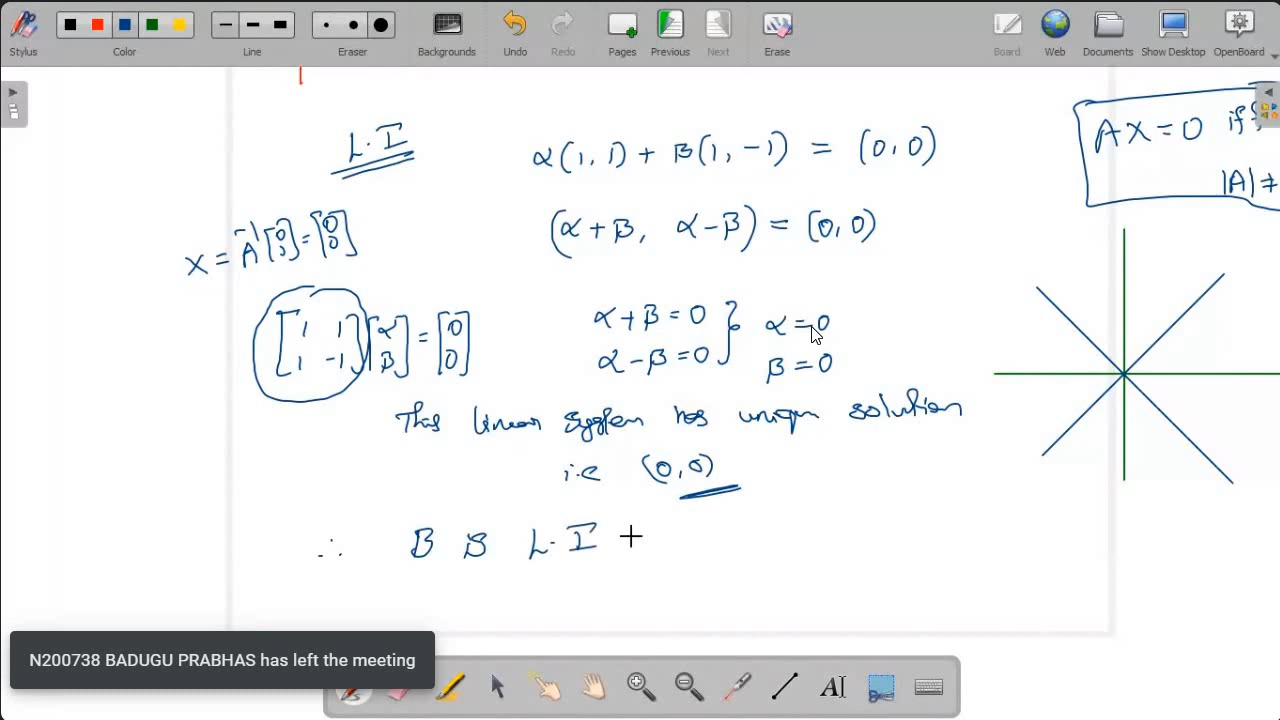 Stylus Color Line Eraser Backgrounds Undo Redo Pages Previous Next Erase Board Web Documents Show Desktop OpenBoard
L.I
α(1, 1) + β(1, -1) = (0, 0)
(α + β, α - β) = (0, 0)
AX = 0 if
|A| ≠
X = A⁻¹ [0 0] = [0 0]
[1 1 / 1 -1] [α / β] = [0 / 0]
α + β = 0
α - β = 0
} α = 0
β = 0
This linear system has unique solution
i.e (0, 0)
∴ B is L.I
N200738 BADUGU PRABHAS has left the meeting